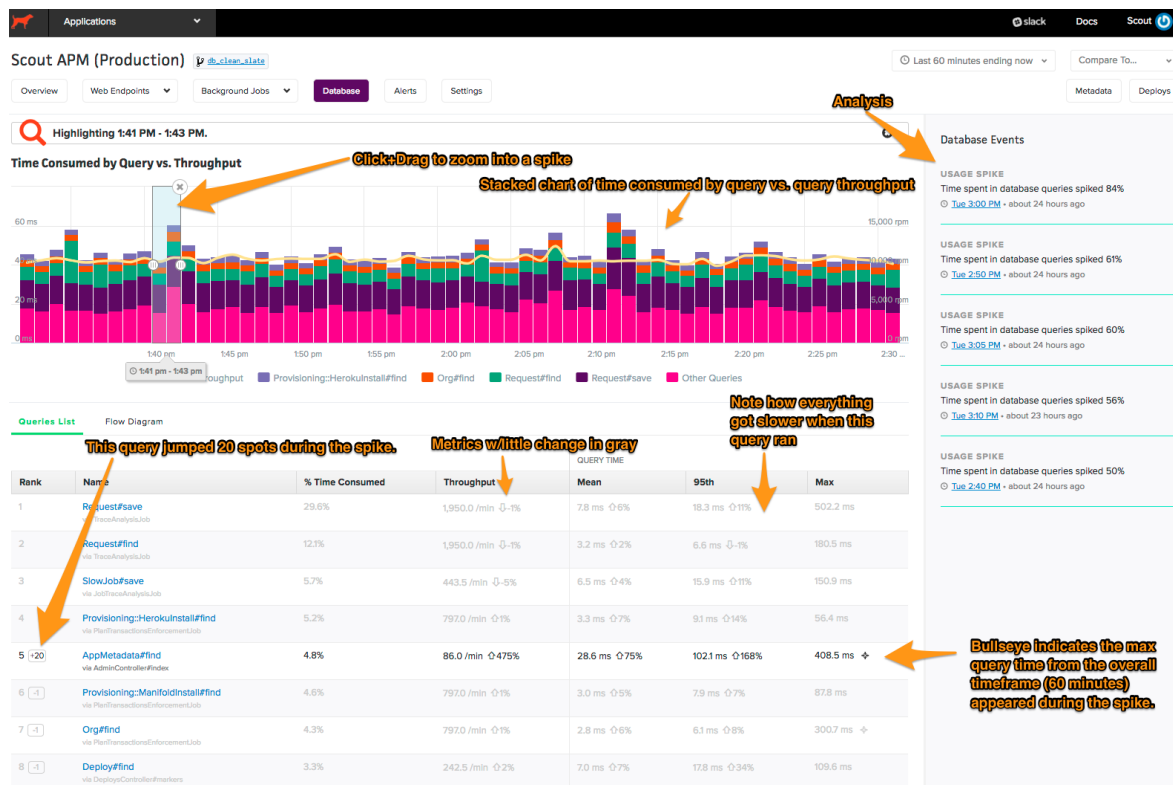 Applications
slack
Docs
Scout
Scout APM (Production)
db_clean_slate
Last 60 minutes ending now
Compare To...
Overview
Web Endpoints
Background Jobs
Database
Alerts
Settings
Metadata
Deploys
Analysis
Highlighting 1:41 PM - 1:43 PM.
Time Consumed by Query vs. Throughput
Click+Drag to zoom into a spike
Stacked chart of time consumed by query vs. query throughput
60 ms
15,000 rpm
20 ms
5,000 rpm
0 ms
0 rpm
1:40 pm
1:45 pm
1:50 pm
1:55 pm
2:00 pm
2:05 pm
2:10 pm
2:15 pm
2:20 pm
2:25 pm
2:30 ...
1:41 pm - 1:43 pm
Provisioning::HerokuInstall#find
Org#find
Request#find
Request#save
Other Queries
Database Events
USAGE SPIKE
Time spent in database queries spiked 84%
Tue 3:00 PM • about 24 hours ago
USAGE SPIKE
Time spent in database queries spiked 61%
Tue 2:50 PM • about 24 hours ago
USAGE SPIKE
Time spent in database queries spiked 60%
Tue 3:05 PM • about 24 hours ago
USAGE SPIKE
Time spent in database queries spiked 56%
Tue 3:10 PM • about 23 hours ago
USAGE SPIKE
Time spent in database queries spiked 50%
Tue 2:40 PM • about 24 hours ago
Queries List
Flow Diagram
This query jumped 20 spots during the spike.
Metrics w/little change in gray
Note how everything
got slower when this
query ran
QUERY TIME
Rank Name % Time Consumed Throughput Mean 95th Max
1 Request#save 29.6% 1,950.0 /min ⇩-1% 7.8 ms ⇧6% 18.3 ms ⇧11% 502.2 ms
via TraceAnalysisJob
2 Request#find 12.1% 1,950.0 /min ⇩-1% 3.2 ms ⇧2% 6.6 ms ⇩-1% 180.5 ms
via TraceAnalysisJob
3 SlowJob#save 5.7% 443.5 /min ⇩-5% 6.5 ms ⇧4% 15.9 ms ⇧11% 150.9 ms
via JobTraceAnalysisJob
4 Provisioning::HerokuInstall#find 5.2% 797.0 /min ⇧1% 3.3 ms ⇧7% 9.1 ms ⇧14% 56.4 ms
via PlanTransactionsEnforcementJob
5 +20 AppMetadata#find 4.8% 86.0 /min ⇧475% 28.6 ms ⇧75% 102.1 ms ⇧168% 408.5 ms
via AdminController#index
6 -1 Provisioning::ManifoldInstall#find 4.6% 797.0 /min ⇧1% 3.0 ms ⇧5% 7.9 ms ⇧7% 87.8 ms
via PlanTransactionsEnforcementJob
7 -1 Org#find 4.3% 797.0 /min ⇧1% 2.8 ms ⇧6% 6.1 ms ⇧8% 300.7 ms
via PlanTransactionsEnforcementJob
8 -1 Deploy#find 3.3% 242.5 /min ⇧2% 7.0 ms ⇧7% 17.8 ms ⇧34% 109.6 ms
via DeploysController#markers
Bullseye indicates the max
query time from the overall
timeframe (60 minutes)
appeared during the spike.